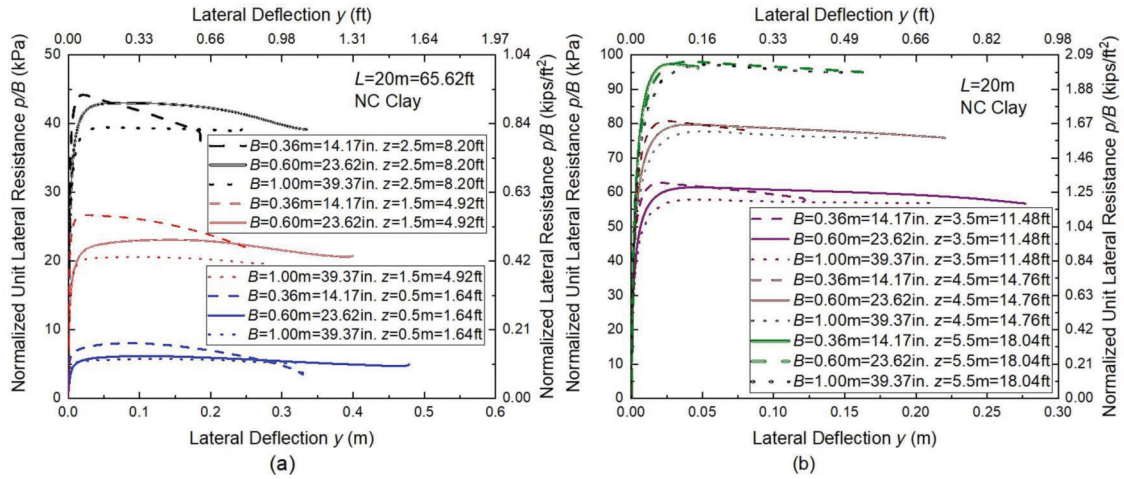 Lateral Deflection y (ft)
0.00 0.33 0.66 0.98 1.31 1.64 1.97
Normalized Unit Lateral Resistance p/B (kPa)
50
40
30
20
10
0
L=20m=65.62ft
NC Clay
B=0.36m=14.17in. z=2.5m=8.20ft
B=0.60m=23.62in. z=2.5m=8.20ft
B=1.00m=39.37in. z=2.5m=8.20ft
B=0.36m=14.17in. z=1.5m=4.92ft
B=0.60m=23.62in. z=1.5m=4.92ft
B=1.00m=39.37in. z=1.5m=4.92ft
B=0.36m=14.17in. z=0.5m=1.64ft
B=0.60m=23.62in. z=0.5m=1.64ft
B=1.00m=39.37in. z=0.5m=1.64ft
1.04
0.84
0.63
0.42
0.21
0.00
Normalized Lateral Resistance p/B (kips/ft²)
0.0 0.1 0.2 0.3 0.4 0.5 0.6
Lateral Deflection y (m)
(a)
Lateral Deflection y (ft)
0.00 0.16 0.33 0.49 0.66 0.82 0.98
Normalized Unit Lateral Resistance p/B (kPa)
100
90
80
70
60
50
40
30
20
10
0
L=20m
NC Clay
B=0.36m=14.17in. z=3.5m=11.48ft
B=0.60m=23.62in. z=3.5m=11.48ft
B=1.00m=39.37in. z=3.5m=11.48ft
B=0.36m=14.17in. z=4.5m=14.76ft
B=0.60m=23.62in. z=4.5m=14.76ft
B=1.00m=39.37in. z=4.5m=14.76ft
B=0.36m=14.17in. z=5.5m=18.04ft
B=0.60m=23.62in. z=5.5m=18.04ft
B=1.00m=39.37in. z=5.5m=18.04ft
2.09
1.88
1.67
1.46
1.25
1.04
0.84
0.63
0.42
0.21
0.00
Normalized Unit Lateral Resistance p/B (kips/ft²)
0.00 0.05 0.10 0.15 0.20 0.25 0.30
Lateral Deflection y (m)
(b)